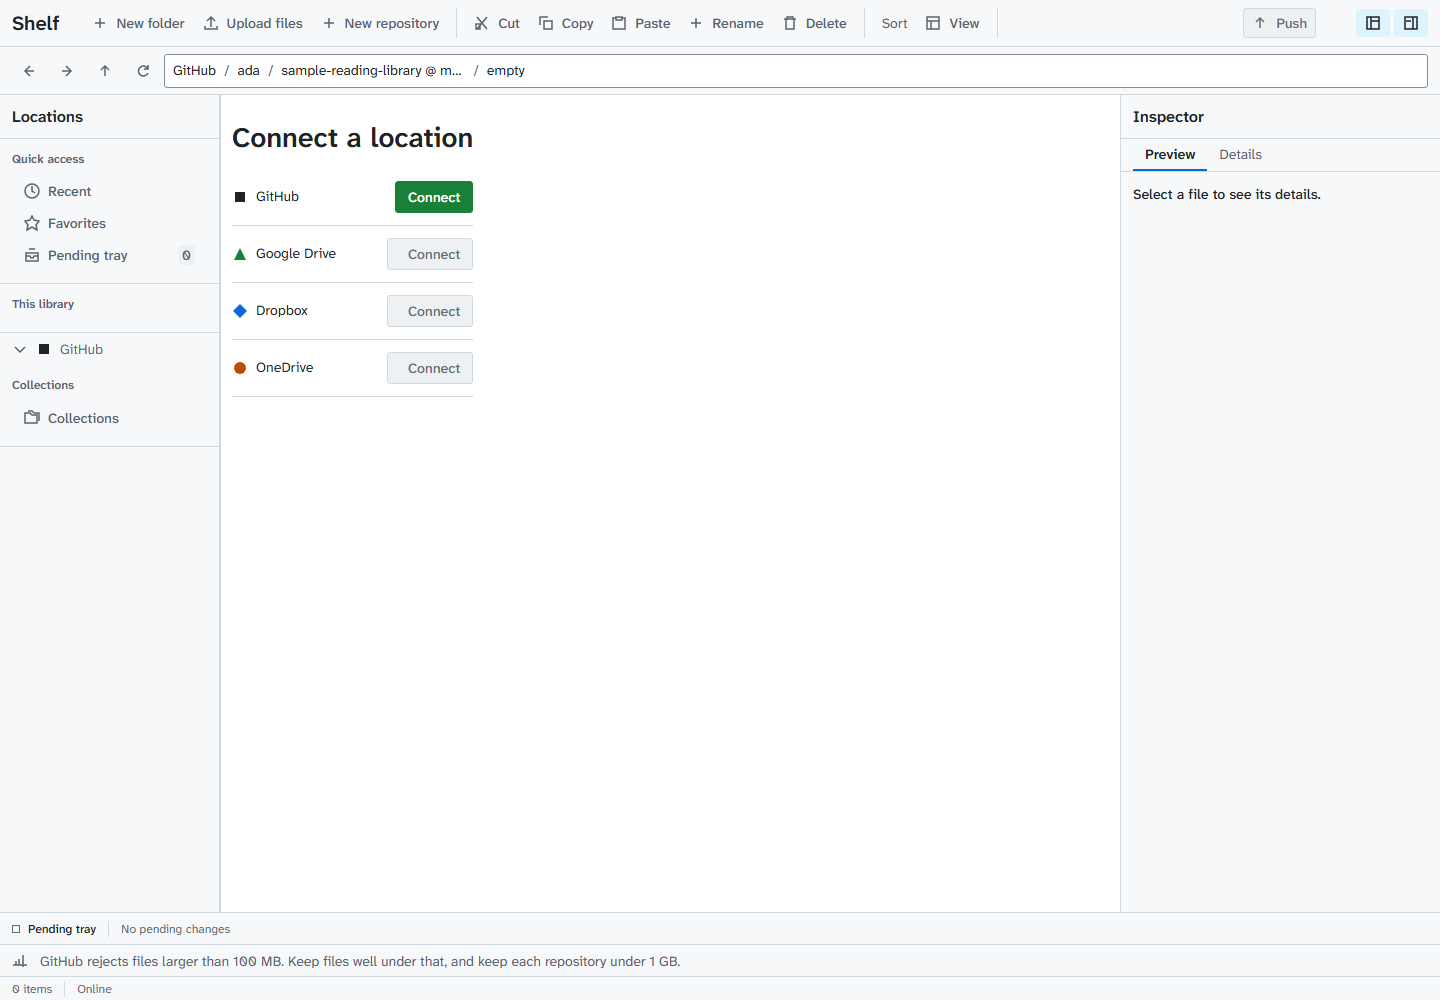 Shelf
New folder
Upload files
New repository
Cut
Copy
Paste
Rename
Delete
Sort
View
Push
GitHub / ada / sample-reading-library @ m... / empty
Locations
Quick access
Recent
Favorites
Pending tray 0
This library
GitHub
Collections
Collections
Connect a location
GitHub Connect
Google Drive Connect
Dropbox Connect
OneDrive Connect
Inspector
Preview Details
Select a file to see its details.
Pending tray No pending changes
GitHub rejects files larger than 100 MB. Keep files well under that, and keep each repository under 1 GB.
0 items Online